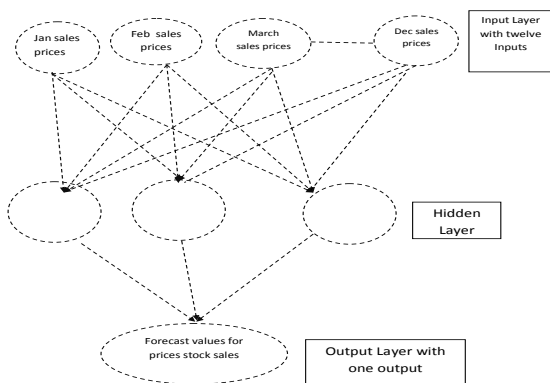 Jan sales
prices
Feb sales
prices
March
sales prices
Dec sales
prices
Input Layer
with twelve
Inputs
Hidden
Layer
Forecast values for
prices stock sales
Output Layer with
one output